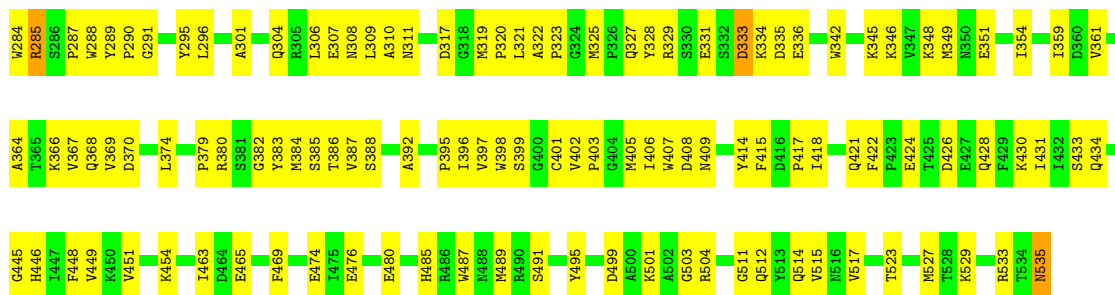 W284 R285 S286 P287 W288 Y289 P290 G291 Y295 L296 A301 Q304 R305 L306 E307 N308 L309 A310 N311 D317 G318 M319 P320 L321 A322 P323 G324 M325 P326 Q327 Y328 R329 S330 E331 S332 D333 K334 D335 E336 W342 K345 K346 V347 K348 M349 N350 E351 I354 I359 D360 V361
A364 T365 K366 V367 Q368 V369 D370 L374 P379 R380 S381 G382 Y383 M384 S385 T386 V387 S388 A392 P395 I396 V397 W398 S399 G400 C401 V402 P403 G404 M405 I406 W407 D408 N409 Y414 F415 D416 P417 I418 Q421 F422 P423 E424 T425 D426 E427 Q428 F429 K430 I431 I432 S433 Q434
G445 H446 I447 F448 V449 K450 V451 K454 I463 D464 E465 F469 E474 I475 E476 E480 H485 R486 W487 N488 M489 R490 S491 Y495 D499 A500 K501 A502 G503 R504 G511 Q512 Y513 Q514 V515 N516 V517 T523 M527 T528 K529 R533 T534 N535